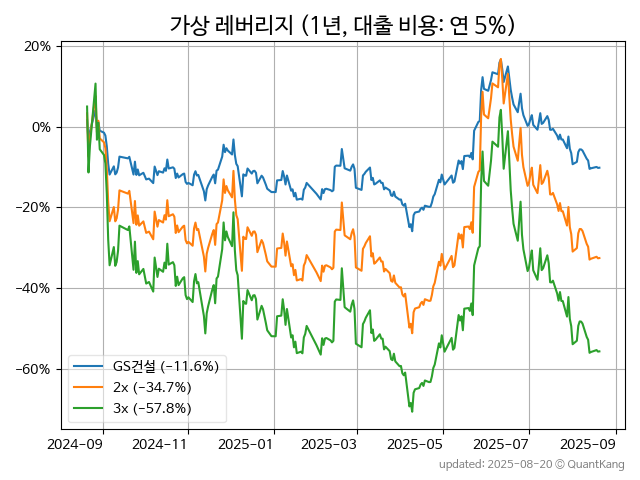 가상 레버리지 (1년, 대출 비용: 연 5%)
20%
0%
−20%
−40%
−60%
GS건설 (−11.6%)
2x (−34.7%)
3x (−57.8%)
2024-09 2024-11 2025-01 2025-03 2025-05 2025-07 2025-09
updated: 2025-08-20 © QuantKang